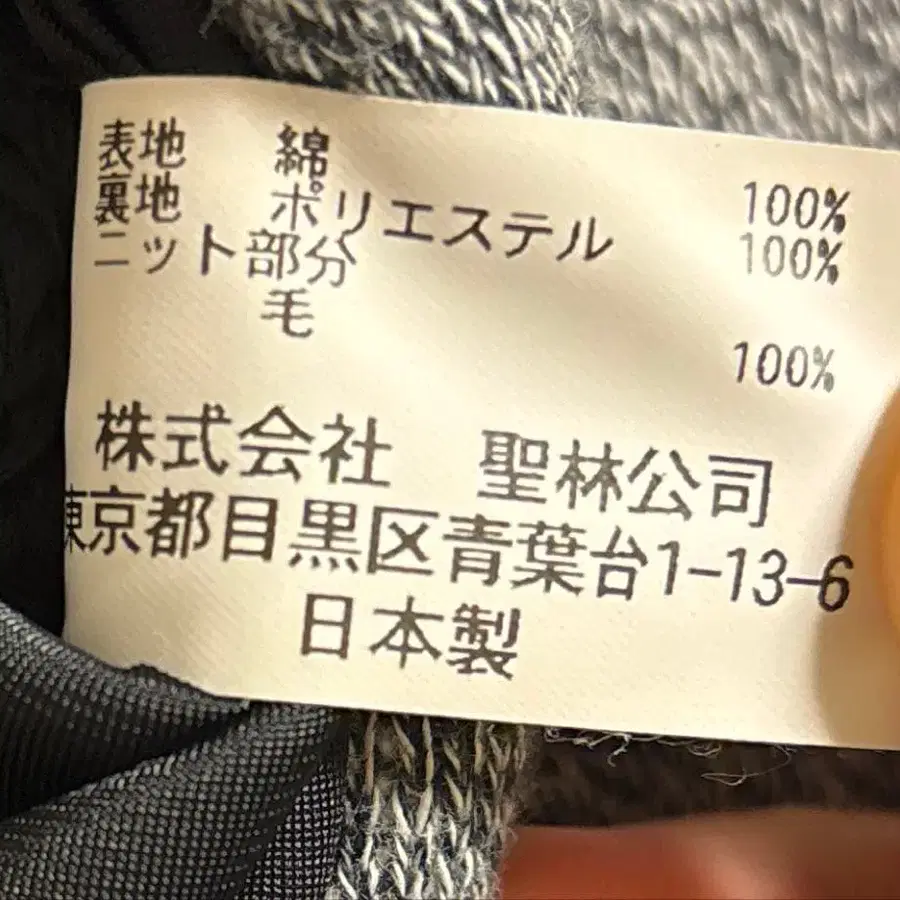 表地 綿 100%
裏地 ポリエステル 100%
ニット部分
毛 100%
株式会社 聖林公司
東京都目黒区青葉台1-13-6
日本製